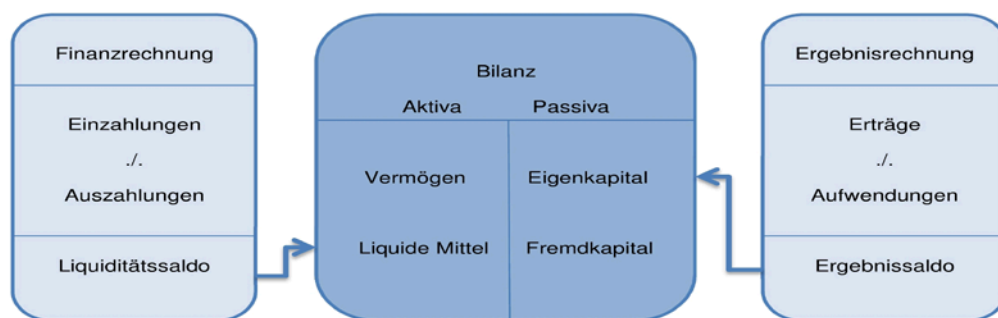 Finanzrechnung
Einzahlungen
./.
Auszahlungen
Liquiditätssaldo
Bilanz
Aktiva Passiva
Vermögen Eigenkapital
Liquide Mittel Fremdkapital
Ergebnisrechnung
Erträge
./.
Aufwendungen
Ergebnissaldo